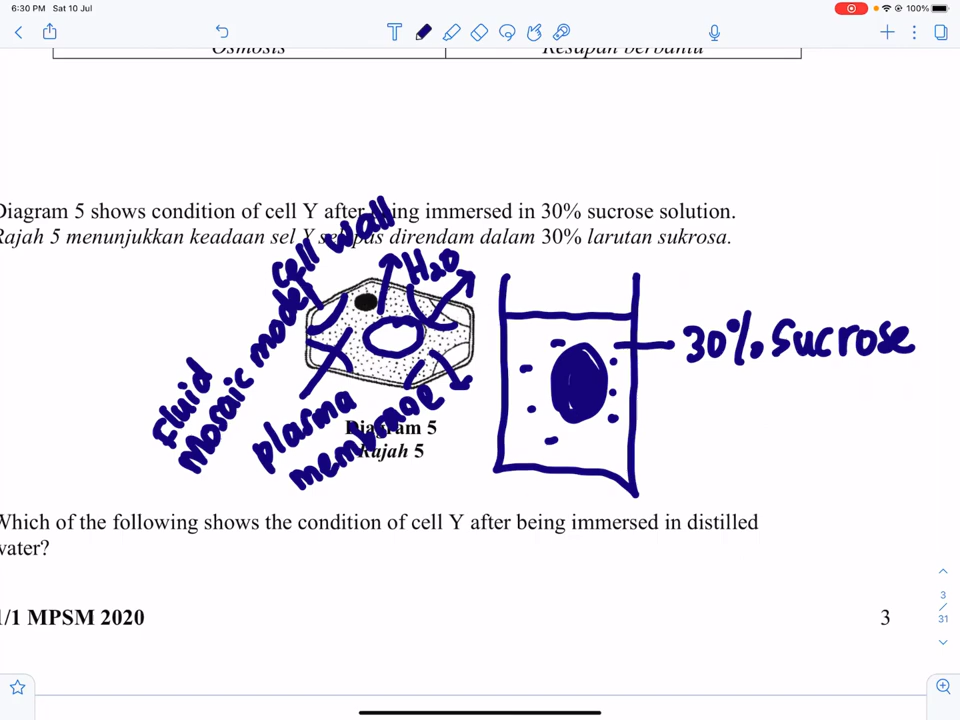 6:30 PM Sat 10 Jul
100%
Osmosis Resapan berbantu
Diagram 5 shows condition of cell Y after being immersed in 30% sucrose solution.
Rajah 5 menunjukkan keadaan sel Y selepas direndam dalam 30% larutan sukrosa.
cell wall
H2O
Fluid
Mosaic model
30% Sucrose
plasma
membrane
Diagram 5
Rajah 5
Which of the following shows the condition of cell Y after being immersed in distilled
water?
1/1 MPSM 2020
3
3
/
31